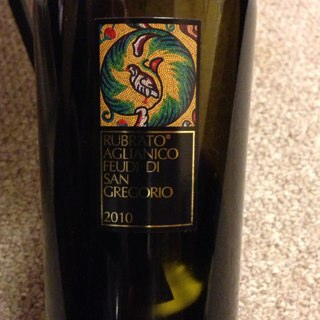 RUBRATO®
AGLIANICO
FEUDI DI
SAN
GREGORIO
2010